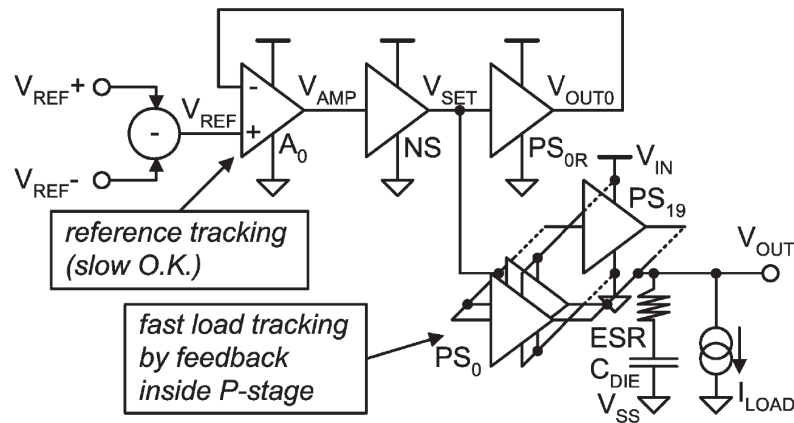 VREF+
VREF
VREF-
-
-
+
A0
VAMP
NS
VSET
PS0R
VOUT0
VIN
PS19
VOUT
reference tracking
(slow O.K.)
fast load tracking
by feedback
inside P-stage
PS0
ESR
CDIE
VSS
ILOAD